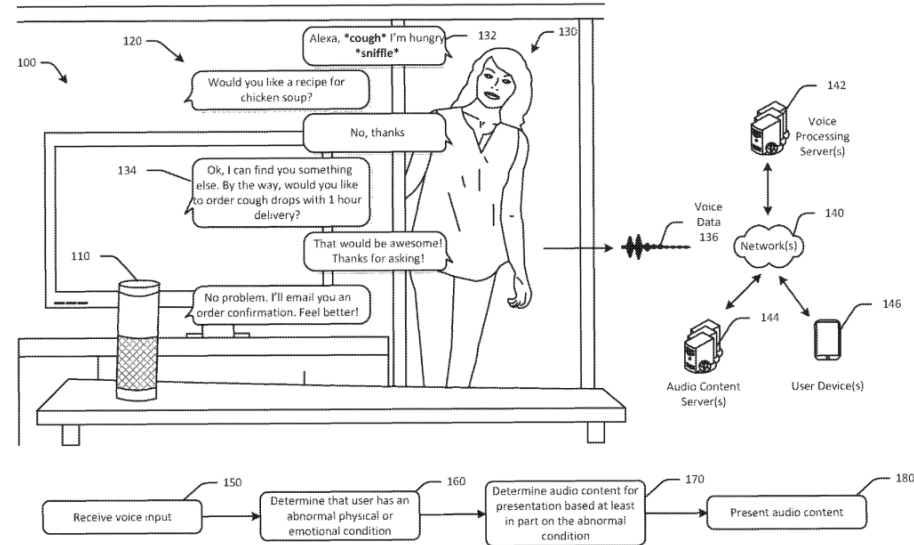 100
120
Alexa, *cough* I'm hungry
*sniffle*
132
130
Would you like a recipe for
chicken soup?
No, thanks
134
Ok, I can find you something
else. By the way, would you like
to order cough drops with 1 hour
delivery?
That would be awesome!
Thanks for asking!
110
No problem. I'll email you an
order confirmation. Feel better!
142
Voice
Processing
Server(s)
Voice
Data
136
140
Network(s)
144
Audio Content
Server(s)
146
User Device(s)
150
Receive voice input
160
Determine that user has an
abnormal physical or
emotional condition
170
Determine audio content for
presentation based at least
in part on the abnormal
condition
180
Present audio content